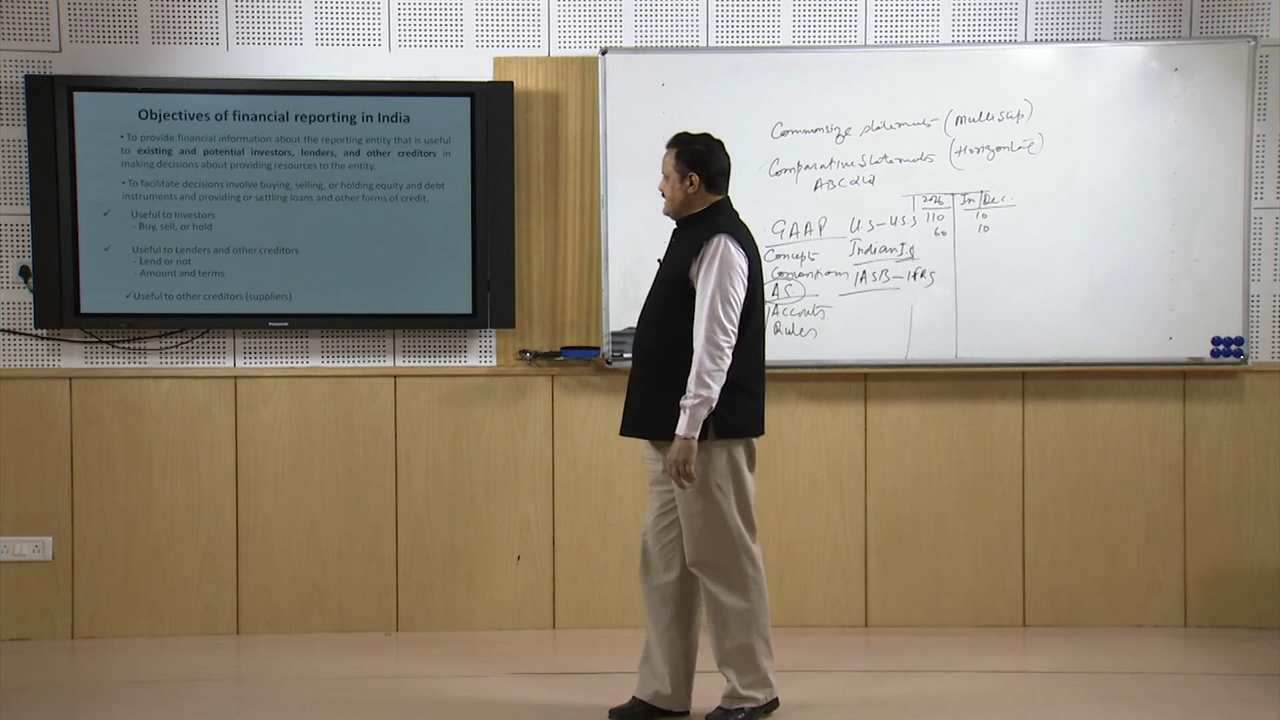 Objectives of financial reporting in India
• To provide financial information about the reporting entity that is useful
to existing and potential investors, lenders, and other creditors in
making decisions about providing resources to the entity.
• To facilitate decisions involve buying, selling, or holding equity and debt
instruments and providing or settling loans and other forms of credit.
✓ Useful to Investors
- Buy, sell, or hold
✓ Useful to Lenders and other creditors
- Lend or not
- Amount and terms
✓Useful to other creditors (suppliers)
Panasonic
Commonsize statements
Comparative Statements
ABC
In/Dec.
110 10
60 10
GAAP U.S-
Concepts Indian
IASB - IFRS
AS
Accounts
Rules